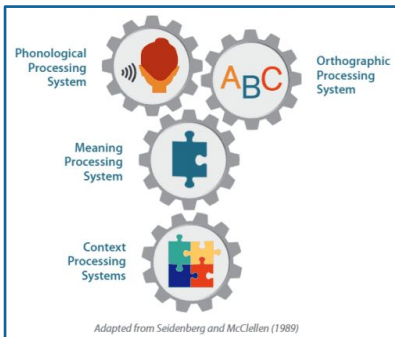 Phonological
Processing
System
ABC
Orthographic
Processing
System
Meaning
Processing
System
Context
Processing
Systems
Adapted from Seidenberg and McClellen (1989)